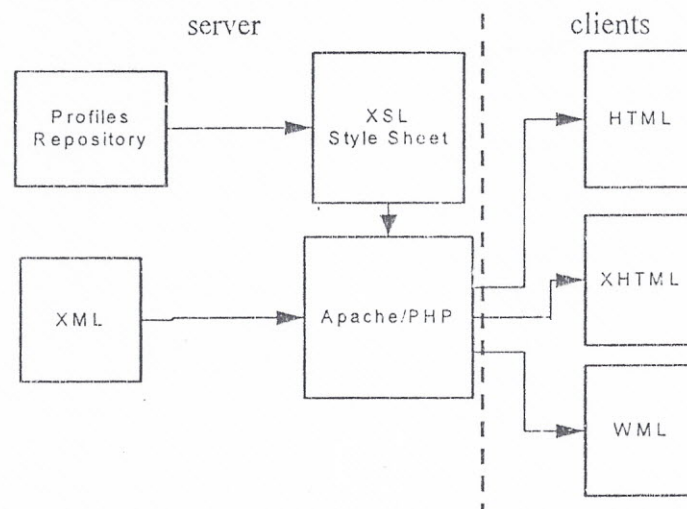 server
clients
Profiles
Repository
XSL
Style Sheet
HTML
XML
Apache/PHP
XHTML
WML